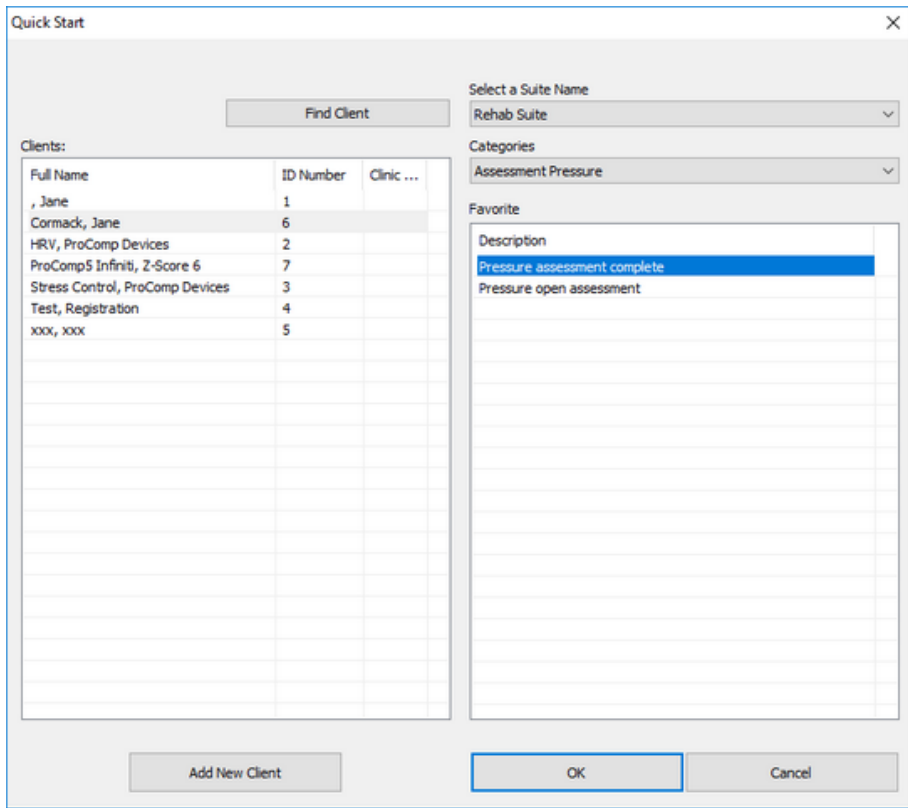 Quick Start
Find Client
Clients:
Full Name ID Number Clinic ...
, Jane 1
Cormack, Jane 6
HRV, ProComp Devices 2
ProComp5 Infiniti, Z-Score 6 7
Stress Control, ProComp Devices 3
Test, Registration 4
xxx, xxx 5
Add New Client
Select a Suite Name
Rehab Suite
Categories
Assessment Pressure
Favorite
Description
Pressure assessment complete
Pressure open assessment
OK
Cancel